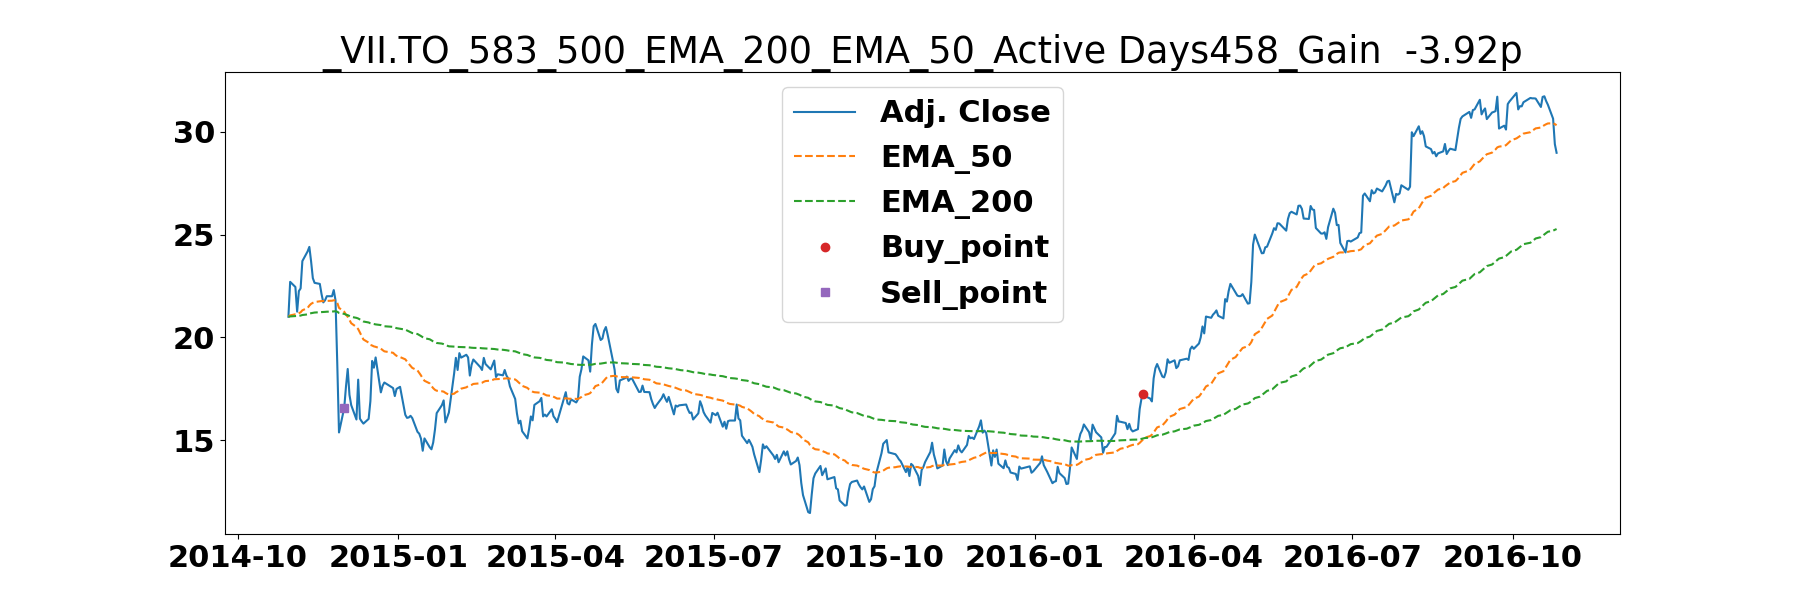 _VII.TO_583_500_EMA_200_EMA_50_Active Days458_Gain  -3.92p
Adj. Close
EMA_50
EMA_200
Buy_point
Sell_point
30
25
20
15
2014-10 2015-01 2015-04 2015-07 2015-10 2016-01 2016-04 2016-07 2016-10